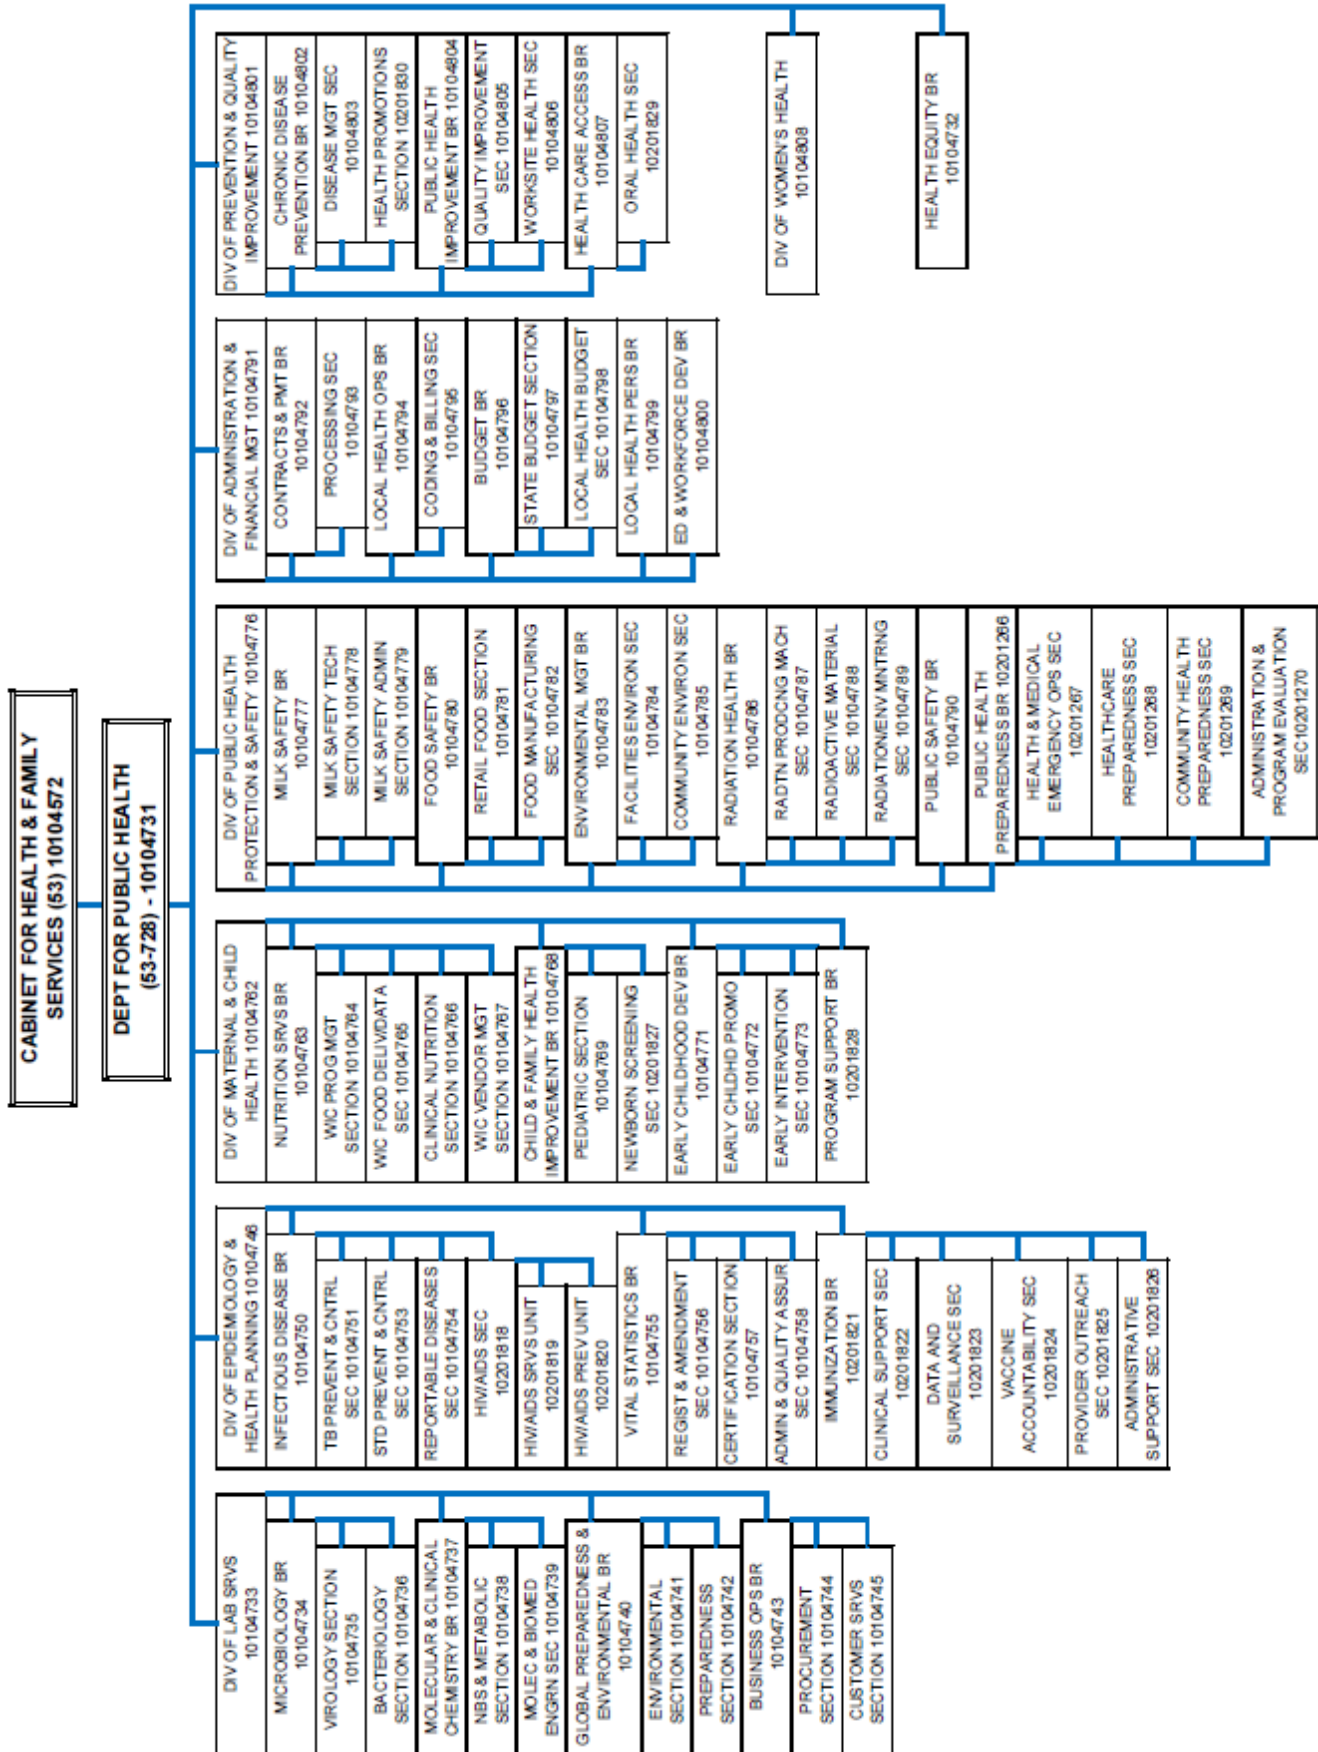 CABINET FOR HEALTH & FAMILY
SERVICES (53) 10104572
DEPT FOR PUBLIC HEALTH
(53-728) - 10104731
DIV OF LAB SRVS
10104733
MICROBIOLOGY BR
10104734
VIROLOGY SECTION
10104735
BACTERIOLOGY
SECTION 10104736
MOLECULAR & CLINICAL
CHEMISTRY BR 10104737
NBS & METABOLIC
SECTION 10104738
MOLEC & BIOMED
ENGRN SEC 10104739
GLOBAL PREPAREDNESS &
ENVIRONMENTAL BR
10104740
ENVIRONMENTAL
SECTION 10104741
PREPAREDNESS
SECTION 10104742
BUSINESS OPS BR
10104743
PROCUREMENT
SECTION 10104744
CUSTOMER SRVS
SECTION 10104745
DIV OF EPIDEMIOLOGY &
HEALTH PLANNING 10104746
INFECTIOUS DISEASE BR
10104750
TB PREVENT & CNTRL
SEC 10104751
STD PREVENT & CNTRL
SEC 10104753
REPORTABLE DISEASES
SEC 10104754
HIV/AIDS SEC
10201818
HIV/AIDS SRVS UNIT
10201819
HIV/AIDS PREV UNIT
10201820
VITAL STATISTICS BR
10104755
REGIST & AMENDMENT
SEC 10104756
CERTIFICATION SECTION
10104757
ADMIN & QUALITY ASSUR
SEC 10104758
IMMUNIZATION BR
10201821
CLINICAL SUPPORT SEC
10201822
DATA AND
SURVEILLANCE SEC
10201823
VACCINE
ACCOUNTABILITY SEC
10201824
PROVIDER OUTREACH
SEC 10201825
ADMINISTRATIVE
SUPPORT SEC 10201826
DIV OF MATERNAL & CHILD
HEALTH 10104762
NUTRITION SRVS BR
10104763
WIC PROG MGT
SECTION 10104764
WIC FOOD DELIV/DATA
SEC 10104765
CLINICAL NUTRITION
SECTION 10104766
WIC VENDOR MGT
SECTION 10104767
CHILD & FAMILY HEALTH
IMPROVEMENT BR 10104768
PEDIATRIC SECTION
10104769
NEWBORN SCREENING
SEC 10201827
EARLY CHILDHOOD DEV BR
10104771
EARLY CHLDHD PROMO
SEC 10104772
EARLY INTERVENTION
SEC 10104773
PROGRAM SUPPORT BR
10201828
DIV OF PUBLIC HEALTH
PROTECTION & SAFETY 10104776
MILK SAFETY BR
10104777
MILK SAFETY TECH
SECTION 10104778
MILK SAFETY ADMIN
SECTION 10104779
FOOD SAFETY BR
10104780
RETAIL FOOD SECTION
10104781
FOOD MANUFACTURING
SEC 10104782
ENVIRONMENTAL MGT BR
10104783
FACILITIES ENVIRON SEC
10104784
COMMUNITY ENVIRON SEC
10104785
RADIATION HEALTH BR
10104786
RADTN PRODCNG MACH
SEC 10104787
RADIOACTIVE MATERIAL
SEC 10104788
RADIATION/ENV MNTRNG
SEC 10104789
PUBLIC SAFETY BR
10104790
PUBLIC HEALTH
PREPAREDNESS BR 10201266
HEALTH & MEDICAL
EMERGENCY OPS SEC
10201267
HEALTHCARE
PREPAREDNESS SEC
10201268
COMMUNITY HEALTH
PREPAREDNESS SEC
10201269
ADMINISTRATION &
PROGRAM EVALUATION
SEC10201270
DIV OF ADMINISTRATION &
FINANCIAL MGT 10104791
CONTRACTS & PMT BR
10104792
PROCESSING SEC
10104793
LOCAL HEALTH OPS BR
10104794
CODING & BILLING SEC
10104795
BUDGET BR
10104796
STATE BUDGET SECTION
10104797
LOCAL HEALTH BUDGET
SEC 10104798
LOCAL HEALTH PERS BR
10104799
ED & WORKFORCE DEV BR
10104800
DIV OF PREVENTION & QUALITY
IMPROVEMENT 10104801
CHRONIC DISEASE
PREVENTION BR 10104802
DISEASE MGT SEC
10104803
HEALTH PROMOTIONS
SECTION 10201830
PUBLIC HEALTH
IMPROVEMENT BR 10104804
QUALITY IMPROVEMENT
SEC 10104805
WORKSITE HEALTH SEC
10104806
HEALTH CARE ACCESS BR
10104807
ORAL HEALTH SEC
10201829
DIV OF WOMEN'S HEALTH
10104808
HEALTH EQUITY BR
10104732